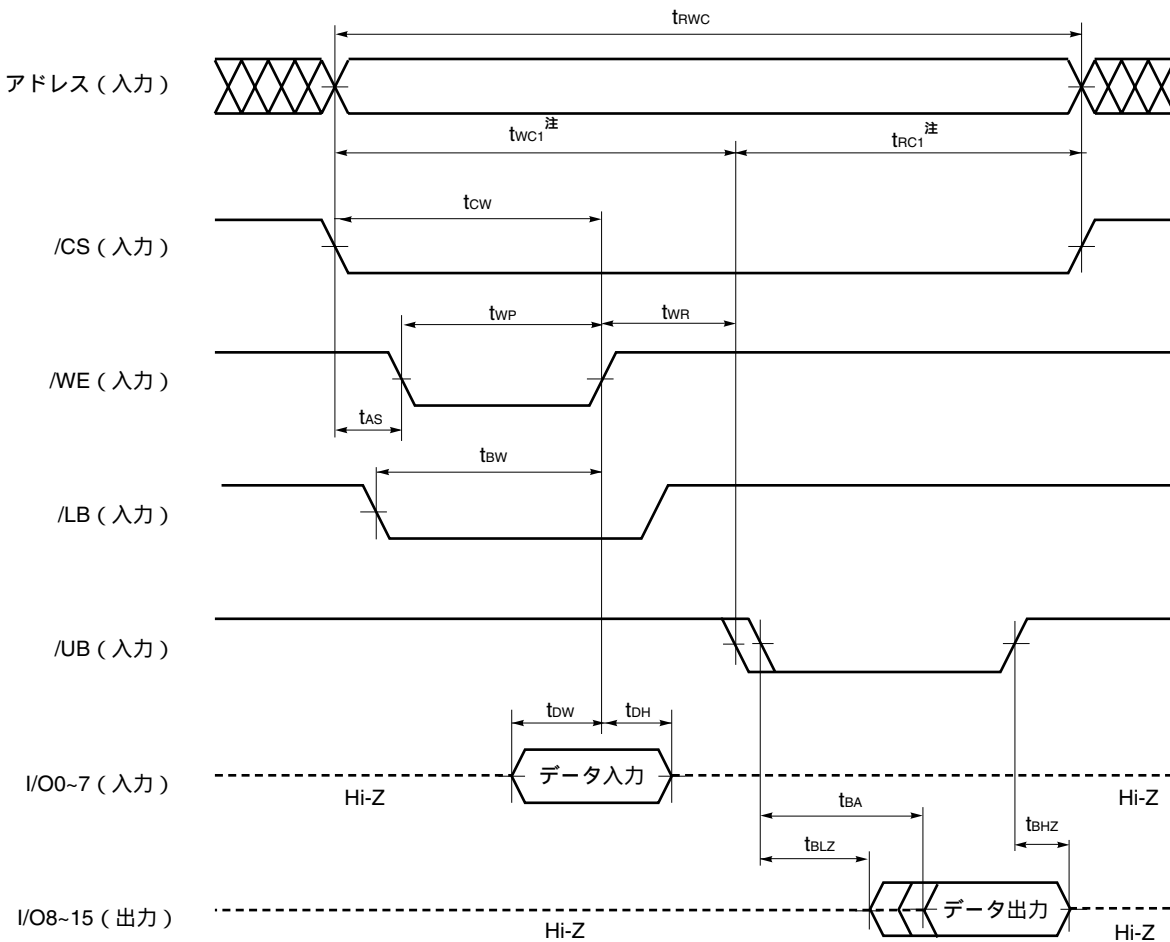 tRWC
アドレス（入力）
tWC1注
tRC1注
tCW
/CS（入力）
tWP
tWR
/WE（入力）
tAS
tBW
/LB（入力）
/UB（入力）
tDW
tDH
I/O0~7（入力）
データ入力
Hi-Z
Hi-Z
tBA
tBHZ
tBLZ
I/O8~15（出力）
データ出力
Hi-Z
Hi-Z